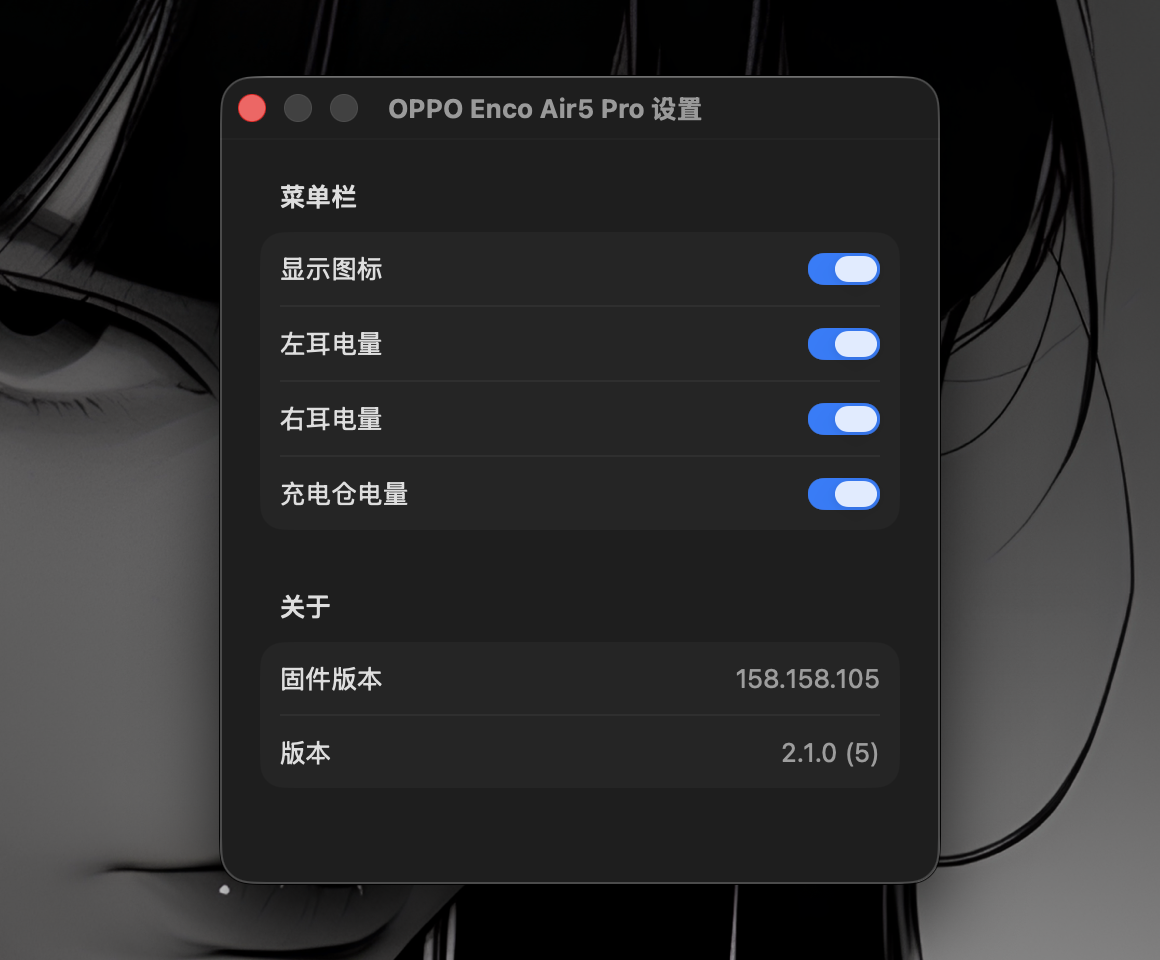 OPPO Enco Air5 Pro 设置
菜单栏
显示图标
左耳电量
右耳电量
充电仓电量
关于
固件版本 158.158.105
版本 2.1.0 (5)